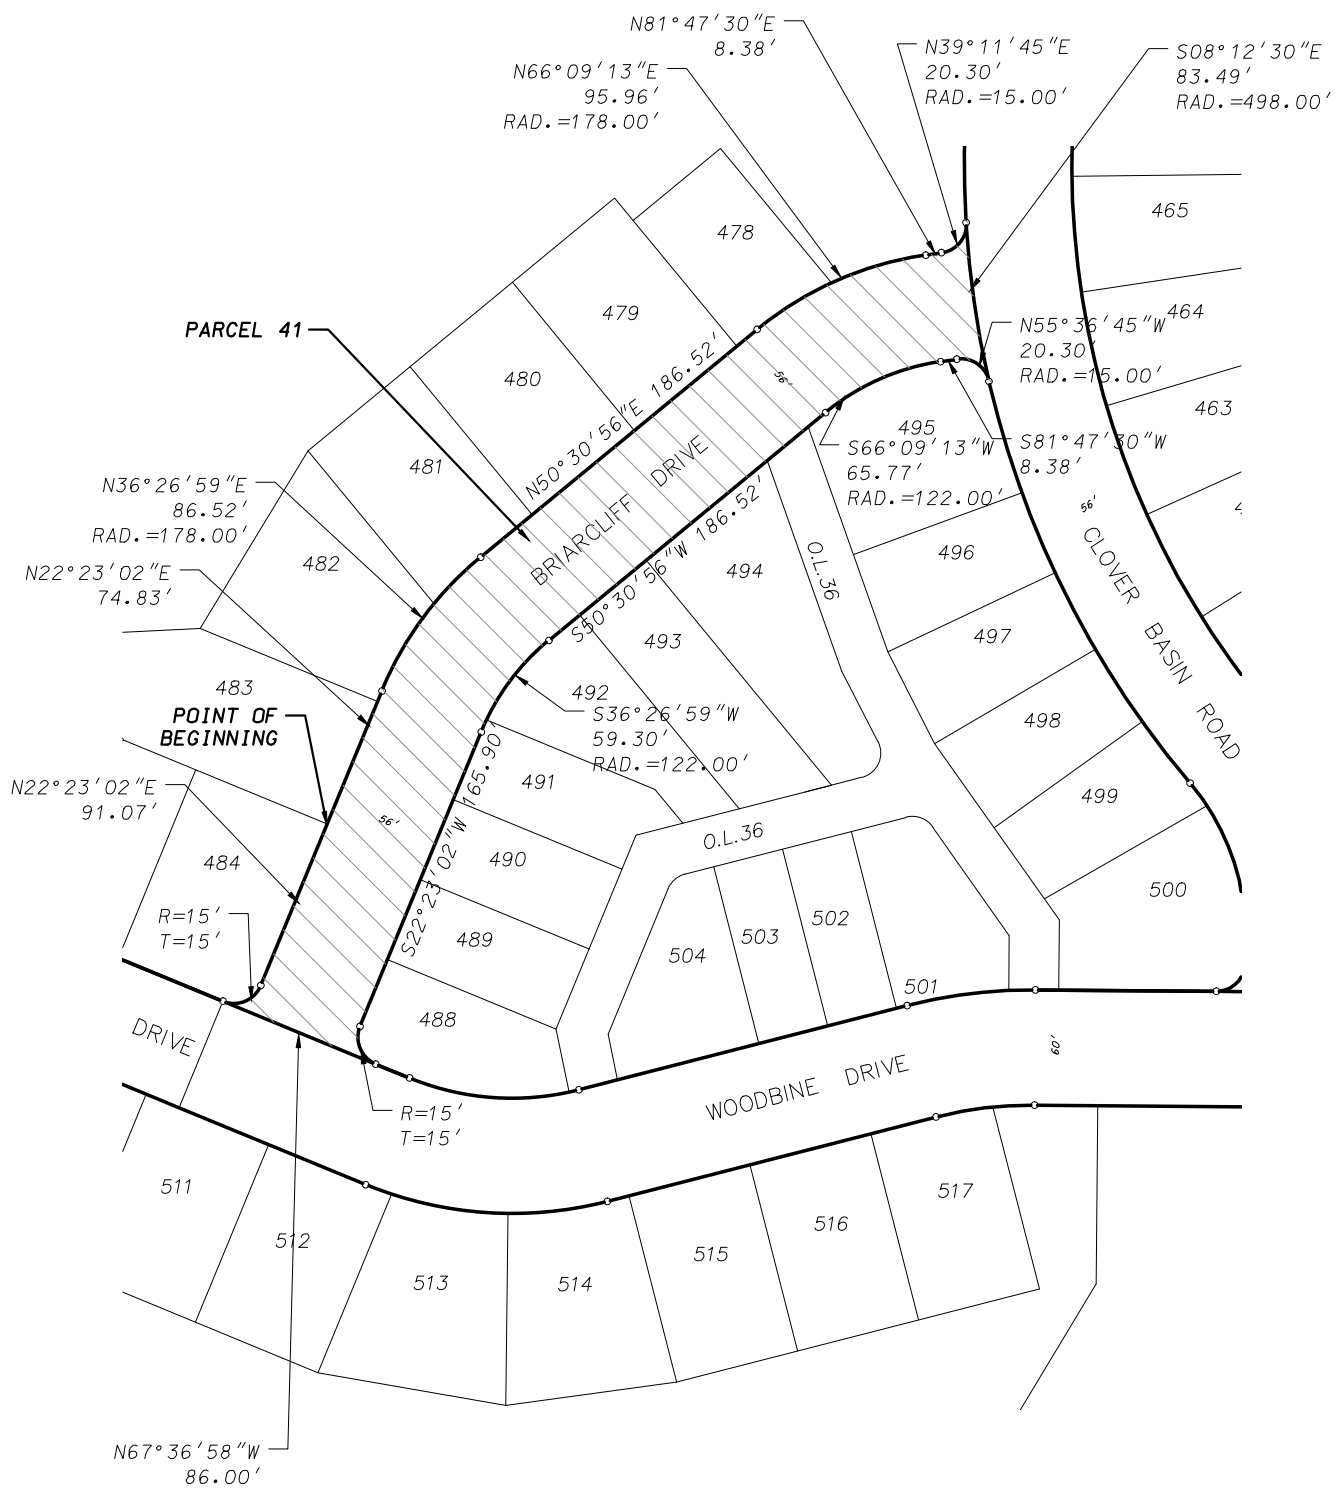 N81°47'30"E
8.38'
N39°11'45"E
20.30'
RAD.=15.00'
S08°12'30"E
83.49'
RAD.=498.00'
N66°09'13"E
95.96'
RAD.=178.00'
465
478
479
464
PARCEL 41
N55°36'45"W
20.30'
RAD.=15.00'
480
N50°30'56"E 186.52'
56'
463
495
S81°47'30"W
8.38'
S66°09'13"W
65.77'
RAD.=122.00'
481
N36°26'59"E
86.52'
RAD.=178.00'
BRIARCLIFF DRIVE
S50°30'56"W 186.52'
56'
CLOVER BASIN ROAD
482
N22°23'02"E
74.83'
494
O.L.36
496
493
497
483
492
POINT OF
BEGINNING
S36°26'59"W
59.30'
RAD.=122.00'
498
N22°23'02"E
91.07'
491
499
56'
S22°23'02"W 165.90'
O.L.36
490
484
500
R=15'
T=15'
502
503
504
489
501
488
DRIVE
60'
WOODBINE DRIVE
R=15'
T=15'
511
512
517
516
515
513
514
N67°36'58"W
86.00'